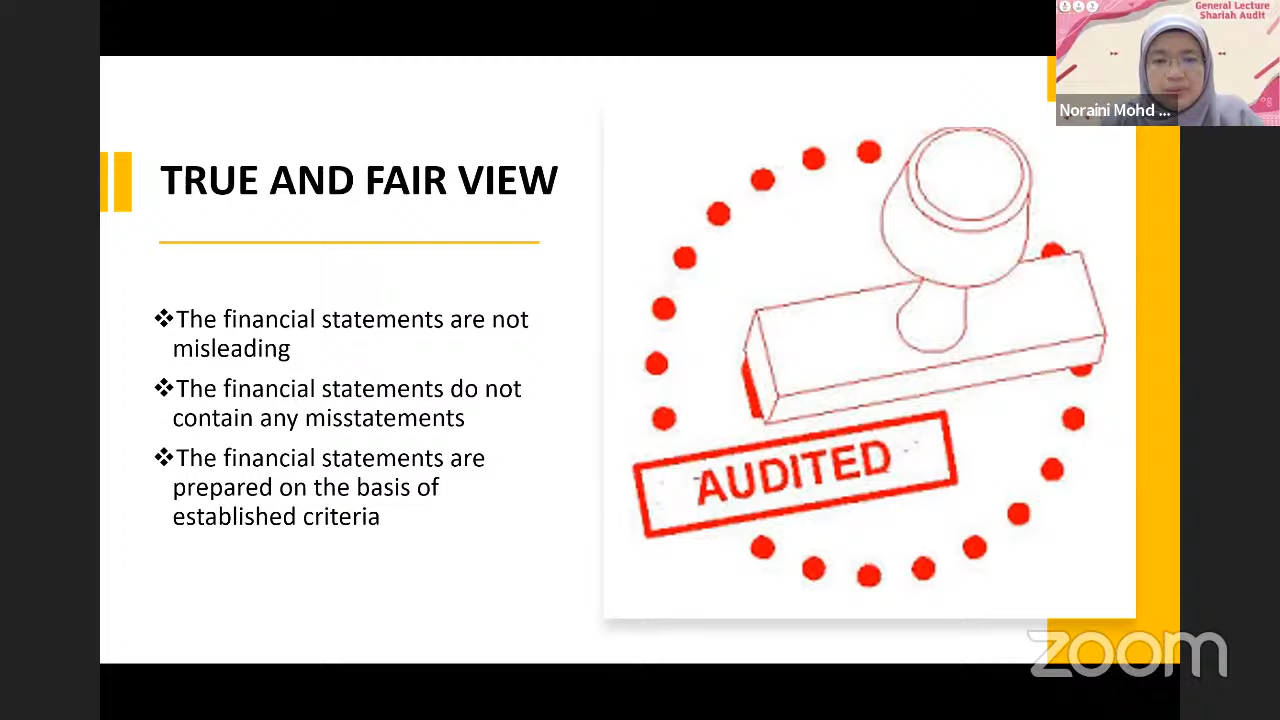 General Lecture
Shariah Audit
Noraini Mohd ...
TRUE AND FAIR VIEW
❖The financial statements are not
misleading
❖The financial statements do not
contain any misstatements
❖The financial statements are
prepared on the basis of
established criteria
AUDITED
zoom